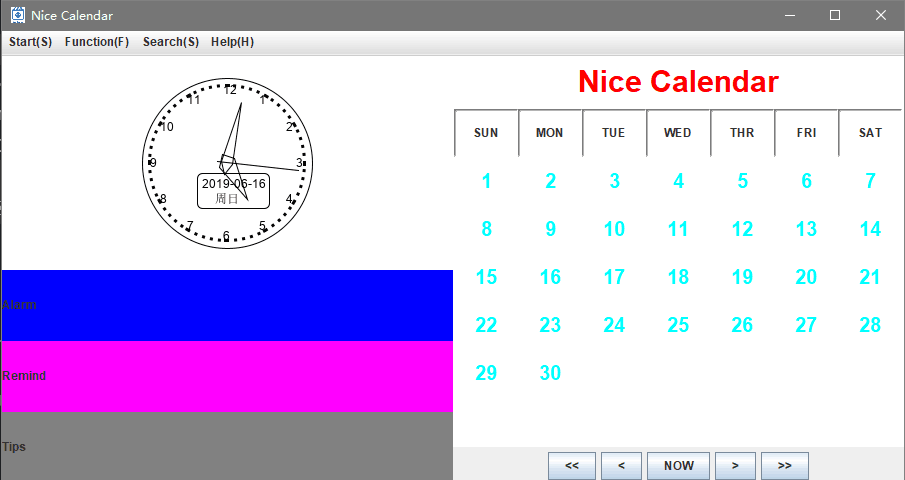 Nice Calendar
Start(S) Function(F) Search(S) Help(H)
12
1
2
3
4
5
6
7
8
9
10
11
2019-06-16
周日
Alarm
Remind
Tips
Nice Calendar
SUN MON TUE WED THR FRI SAT
1 2 3 4 5 6 7
8 9 10 11 12 13 14
15 16 17 18 19 20 21
22 23 24 25 26 27 28
29 30
<< < NOW > >>